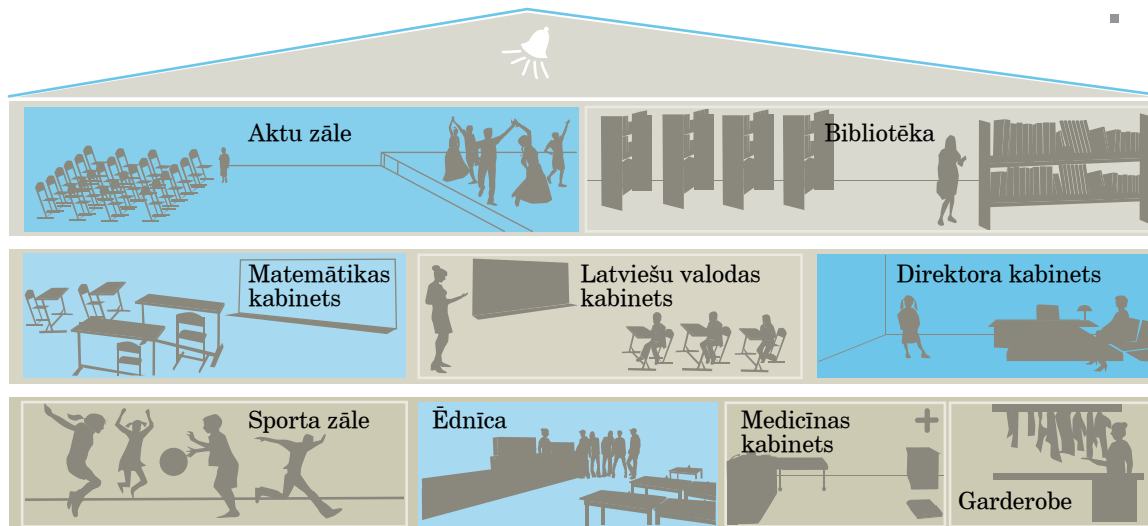 Aktu zāle
Bibliotēka
Matemātikas
kabinets
Latviešu valodas
kabinets
Direktora kabinets
Sporta zāle
Ēdnīca
Medicīnas
kabinets
Garderobe